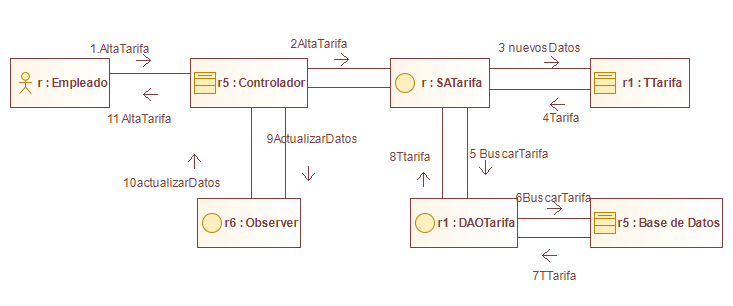 1.AltaTarifa
2AltaTarifa
3 nuevosDatos
r : Empleado
r5 : Controlador
r : SATarifa
r1 : TTarifa
11 AltaTarifa
4Tarifa
9ActualizarDatos
8Ttarifa
5 BuscarTarifa
10actualizarDatos
6BuscarTarifa
r6 : Observer
r1 : DAOTarifa
r5 : Base de Datos
7TTarifa